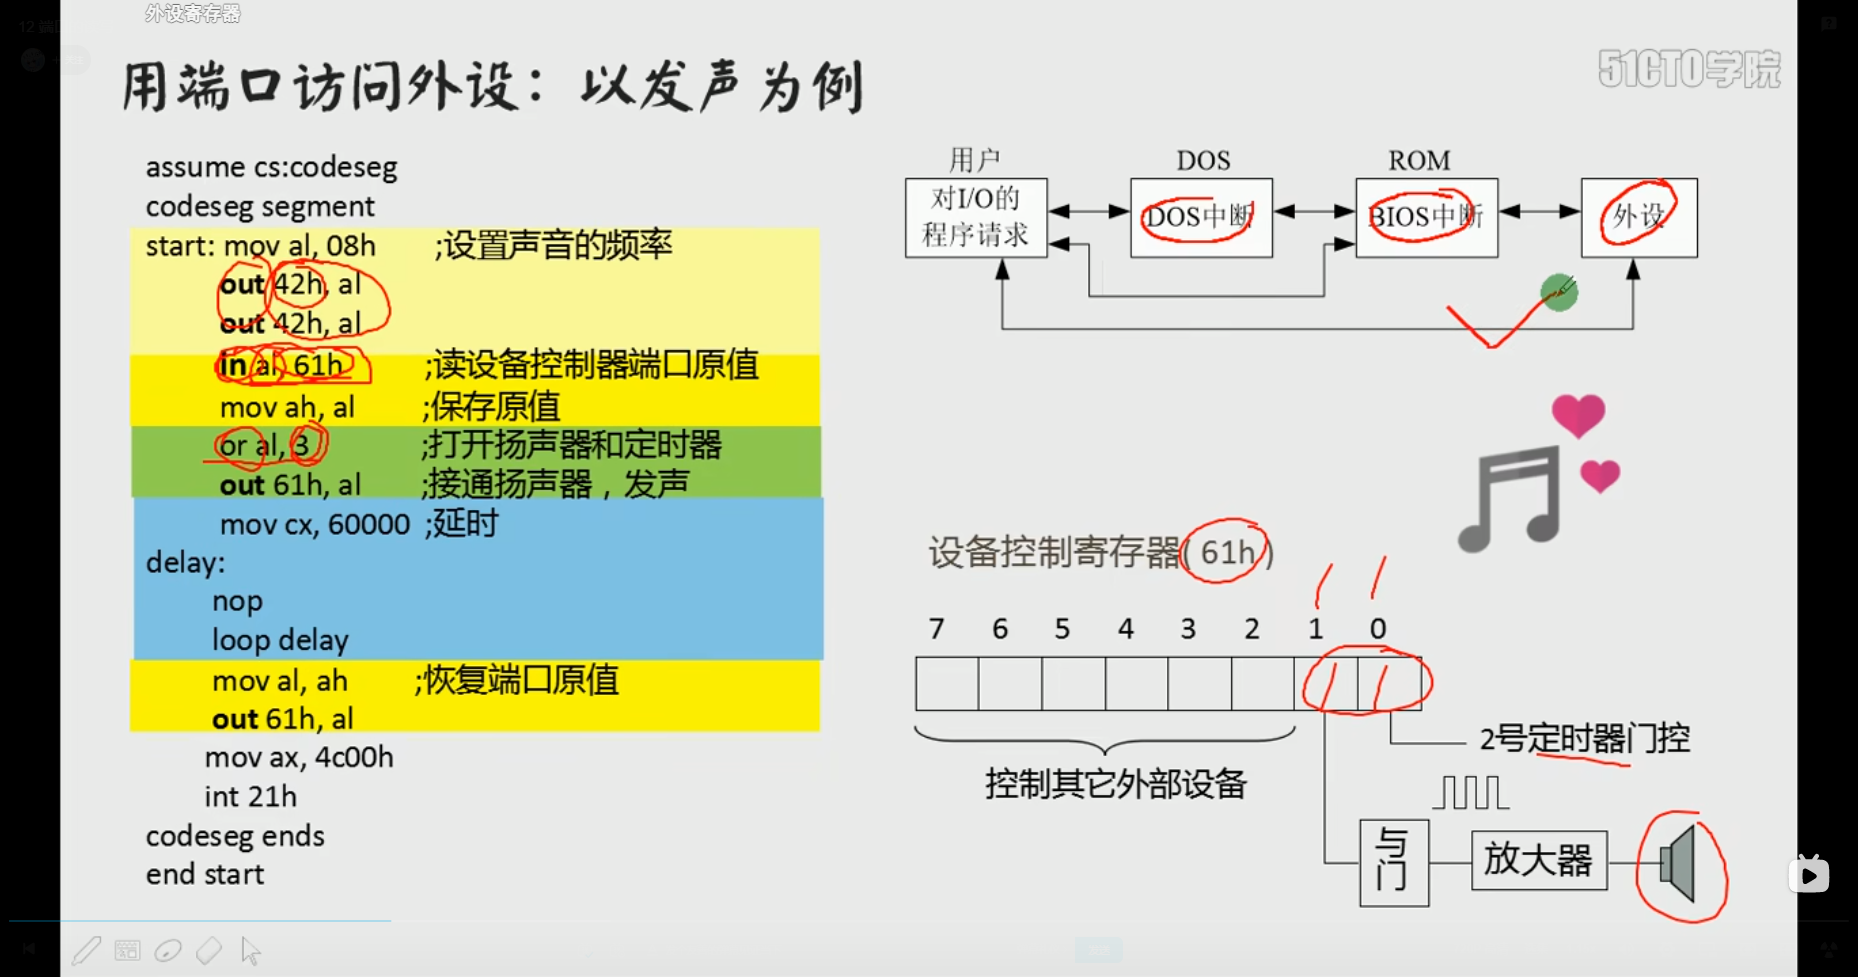 外设寄存器
12
用端口访问外设：以发声为例
51CTO学院
assume cs:codeseg
codeseg segment
start: mov al, 08h ;设置声音的频率
out 42h, al
out 42h, al
in al, 61h ;读设备控制器端口原值
mov ah, al ;保存原值
or al, 3 ;打开扬声器和定时器
out 61h, al ;接通扬声器，发声
mov cx, 60000 ;延时
delay:
nop
loop delay
mov al, ah ;恢复端口原值
out 61h, al
mov ax, 4c00h
int 21h
codeseg ends
end start
用户 DOS ROM
对I/O的
程序请求
DOS中断
BIOS中断
外设
设备控制寄存器( 61h )
7 6 5 4 3 2 1 0
控制其它外部设备
2号定时器门控
与
门
放大器